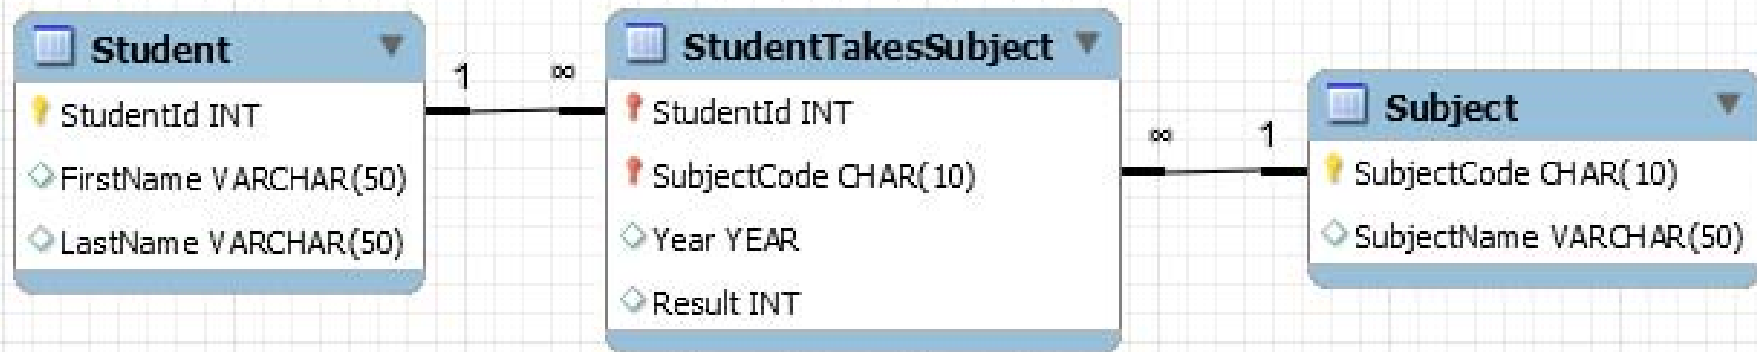 Student
StudentId INT
FirstName VARCHAR(50)
LastName VARCHAR(50)
1
∞
StudentTakesSubject
StudentId INT
SubjectCode CHAR(10)
Year YEAR
Result INT
∞
1
Subject
SubjectCode CHAR(10)
SubjectName VARCHAR(50)